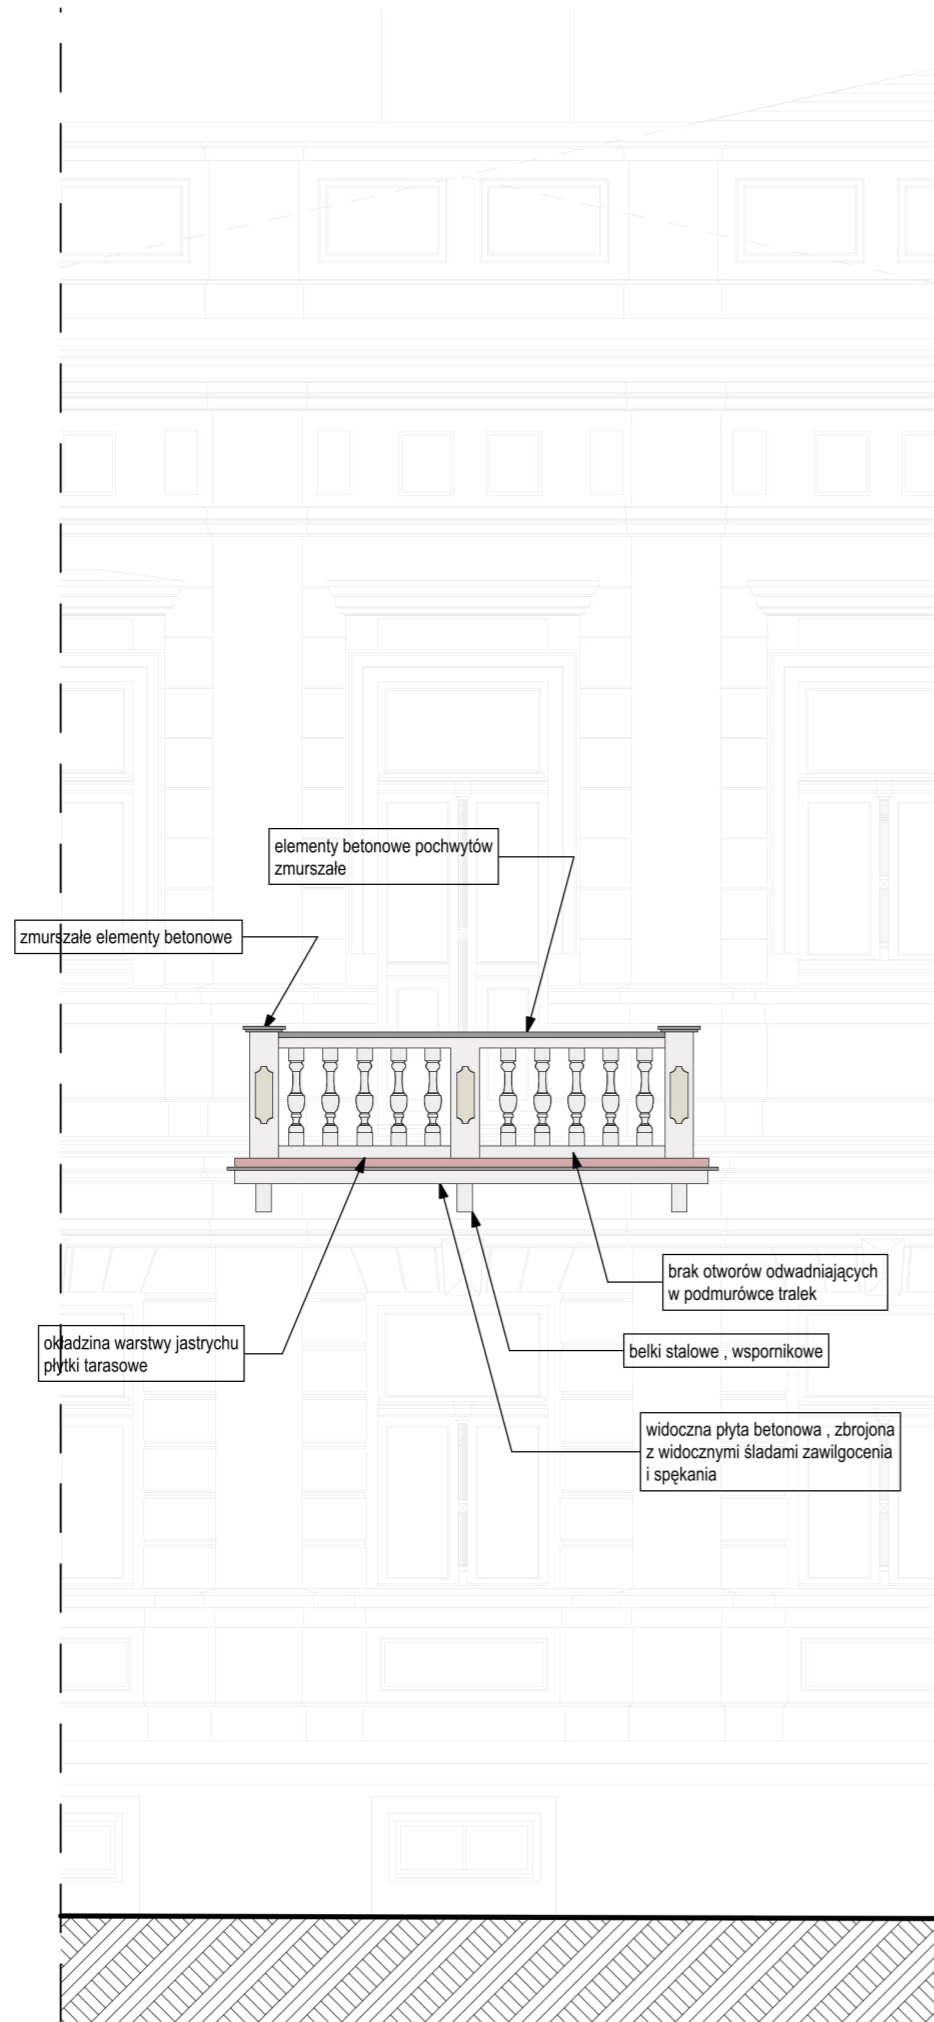 elementy betonowe pochwytów
zmurszałe
zmurszałe elementy betonowe
brak otworów odwadniających
w podmurówce tralek
okładzina warstwy jastrychu
płytki tarasowe
belki stalowe , wspornikowe
widoczna płyta betonowa , zbrojona
z widocznymi śladami zawilgocenia
i spękania